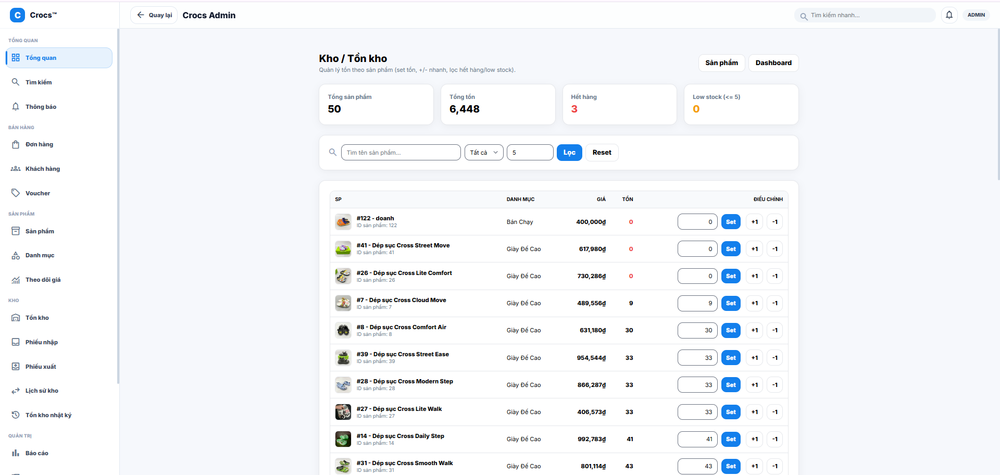 C Crocs™
Quay lại Crocs Admin
Tìm kiếm nhanh...
ADMIN
TỔNG QUAN
Tổng quan
Tìm kiếm
Thông báo
BÁN HÀNG
Đơn hàng
Khách hàng
Voucher
SẢN PHẨM
Sản phẩm
Danh mục
Theo dõi giá
KHO
Tồn kho
Phiếu nhập
Phiếu xuất
Lịch sử kho
Tồn kho nhật ký
QUẢN TRỊ
Báo cáo
Kho / Tồn kho
Quản lý tồn theo sản phẩm (set tồn, +/- nhanh, lọc hết hàng/low stock).
Sản phẩm Dashboard
Tổng sản phẩm
50
Tổng tồn
6,448
Hết hàng
3
Low stock (<= 5)
0
Tìm tên sản phẩm... Tất cả 5 Lọc Reset
SP DANH MỤC GIÁ TỒN ĐIỀU CHỈNH
#122 - doanh
ID sản phẩm: 122
Bán Chạy 400,000₫ 0 0 Set +1 -1
#41 - Dép sục Cross Street Move
ID sản phẩm: 41
Giày Đế Cao 617,980₫ 0 0 Set +1 -1
#26 - Dép sục Cross Lite Comfort
ID sản phẩm: 26
Giày Đế Cao 730,286₫ 0 0 Set +1 -1
#7 - Dép sục Cross Cloud Move
ID sản phẩm: 7
Giày Đế Cao 489,556₫ 9 9 Set +1 -1
#8 - Dép sục Cross Comfort Air
ID sản phẩm: 8
Giày Đế Cao 631,180₫ 30 30 Set +1 -1
#39 - Dép sục Cross Street Ease
ID sản phẩm: 39
Giày Đế Cao 954,544₫ 33 33 Set +1 -1
#28 - Dép sục Cross Modern Step
ID sản phẩm: 28
Giày Đế Cao 866,287₫ 33 33 Set +1 -1
#27 - Dép sục Cross Lite Walk
ID sản phẩm: 27
Giày Đế Cao 406,573₫ 33 33 Set +1 -1
#14 - Dép sục Cross Daily Step
ID sản phẩm: 14
Giày Đế Cao 992,783₫ 41 41 Set +1 -1
#31 - Dép sục Cross Smooth Walk
ID sản phẩm: 31
Giày Đế Cao 801,114₫ 43 43 Set +1 -1